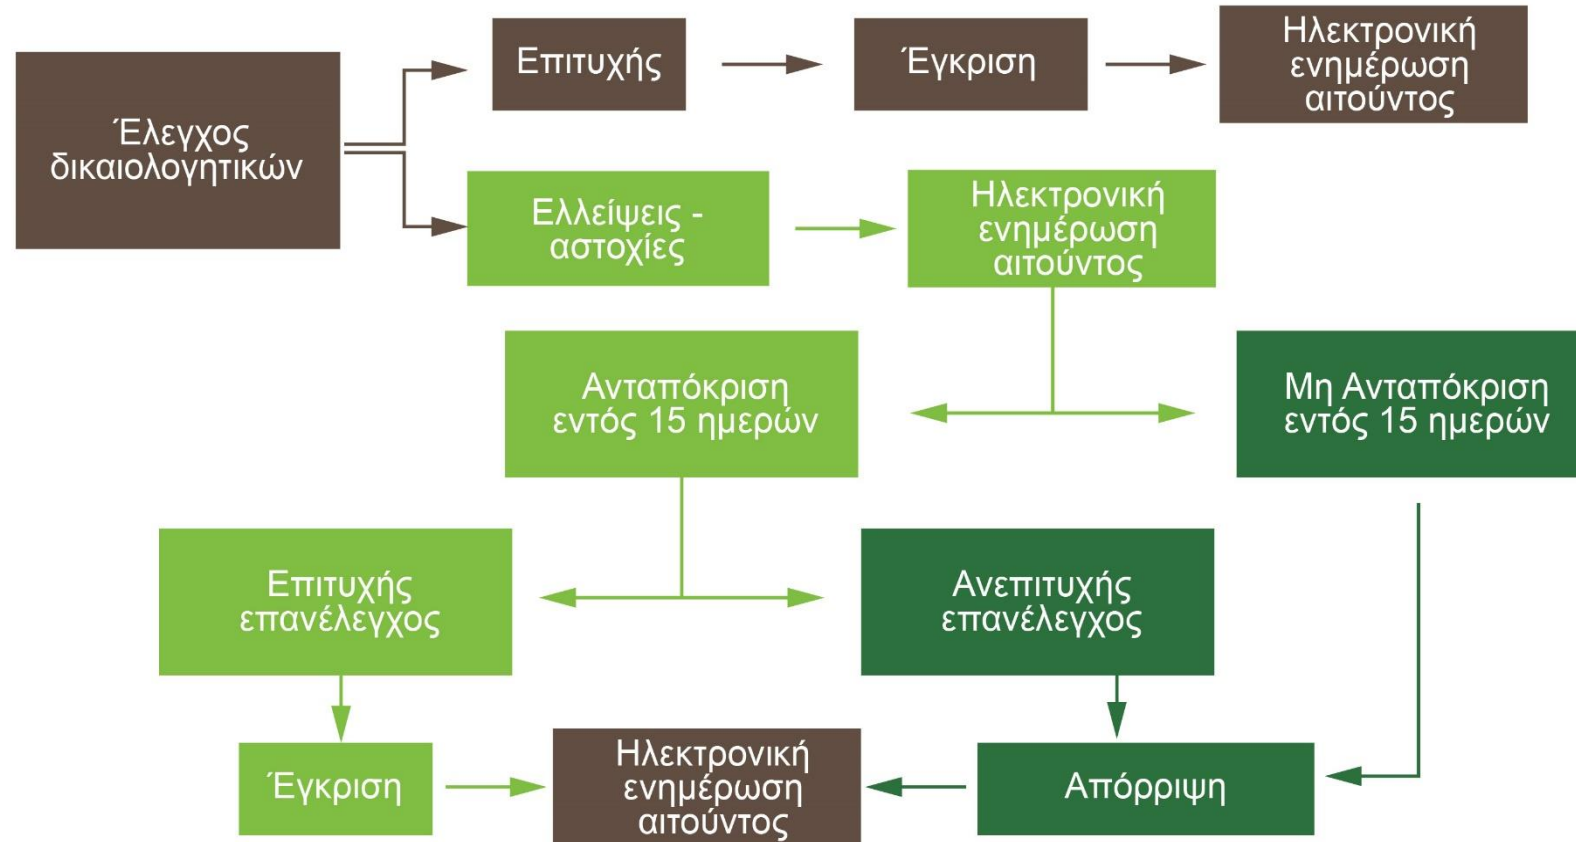 Επιτυχής
Έγκριση
Ηλεκτρονική
ενημέρωση
αιτούντος
Έλεγχος
δικαιολογητικών
Ελλείψεις -
αστοχίες
Ηλεκτρονική
ενημέρωση
αιτούντος
Ανταπόκριση
εντός 15 ημερών
Μη Ανταπόκριση
εντός 15 ημερών
Επιτυχής
επανέλεγχος
Ανεπιτυχής
επανέλεγχος
Έγκριση
Ηλεκτρονική
ενημέρωση
αιτούντος
Απόρριψη